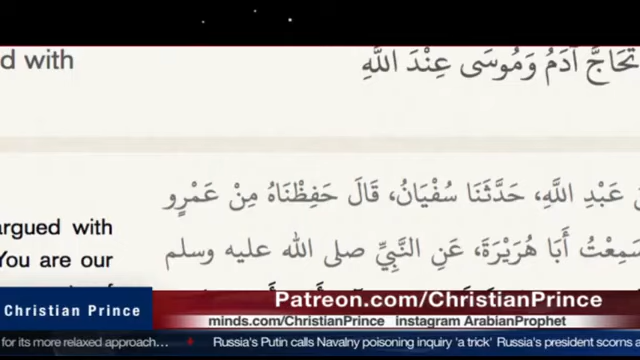 d with
تَحَاجَّ آدَمُ وَمُوسَى عِنْدَ اللَّهِ
عَبْدِ اللَّهِ، حَدَّثَنَا سُفْيَانُ، قَالَ حَفِظْنَاهُ مِنْ عَمْرٍو
argued with
سَمِعْتُ أَبَا هُرَيْرَةَ، عَنِ النَّبِيِّ صلى الله عليه وسلم
You are our
Christian Prince
Patreon.com/ChristianPrince
minds.com/ChristianPrince instagram ArabianProphet
for its more relaxed approach... Russia's Putin calls Navalny poisoning inquiry 'a trick' Russia's president scorns a